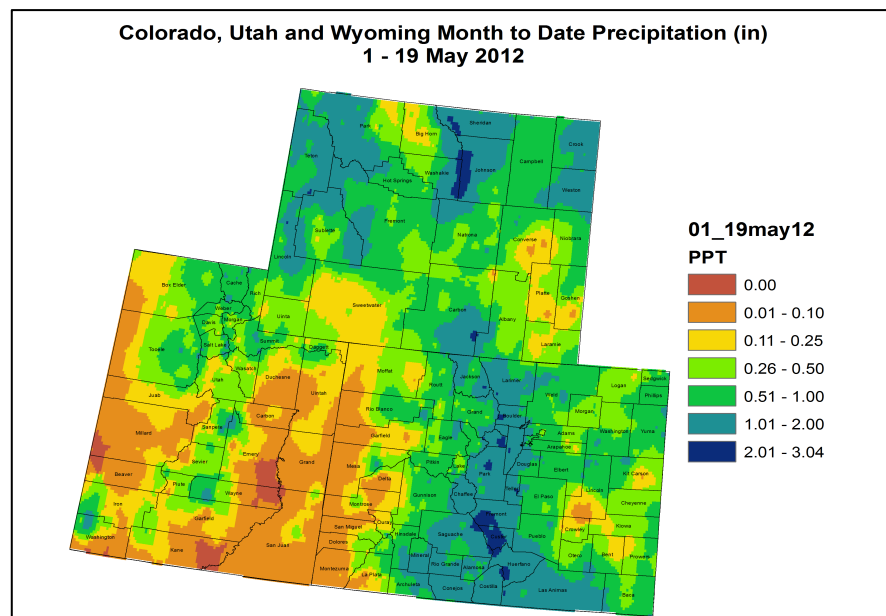 Colorado, Utah and Wyoming Month to Date Precipitation (in)
1 - 19 May 2012
Park
Sheridan
Big Horn
Crook
Teton
Campbell
Washakie
Johnson
Hot Springs
Weston
Fremont
Sublette
Natrona
Converse
Niobrara
Lincoln
Platte
Goshen
Sweetwater
Carbon
Albany
Uinta
Laramie
Box Elder
Cache
Rich
Weber
Morgan
Davis
Salt Lake
Summit
Daggett
Tooele
Wasatch
Duchesne
Utah
Uintah
Juab
Carbon
Sanpete
Millard
Emery
Grand
Sevier
Beaver
Piute
Wayne
Iron
Garfield
Washington
Kane
San Juan
Moffat
Routt
Jackson
Larimer
Weld
Logan
Sedgwick
Phillips
Morgan
Rio Blanco
Grand
Boulder
Adams
Washington
Yuma
Garfield
Eagle
Arapahoe
Douglas
Elbert
Kit Carson
Mesa
Pitkin
Lake
Park
Lincoln
Delta
Gunnison
Chaffee
Teller
El Paso
Cheyenne
Montrose
Fremont
Kiowa
Ouray
Crowley
San Miguel
Saguache
Custer
Pueblo
Hinsdale
Dolores
Otero
Bent
Prowers
Mineral
Rio Grande
Alamosa
Huerfano
Montezuma
La Plata
Archuleta
Conejos
Costilla
Las Animas
Baca
01_19may12
PPT
0.00
0.01 - 0.10
0.11 - 0.25
0.26 - 0.50
0.51 - 1.00
1.01 - 2.00
2.01 - 3.04